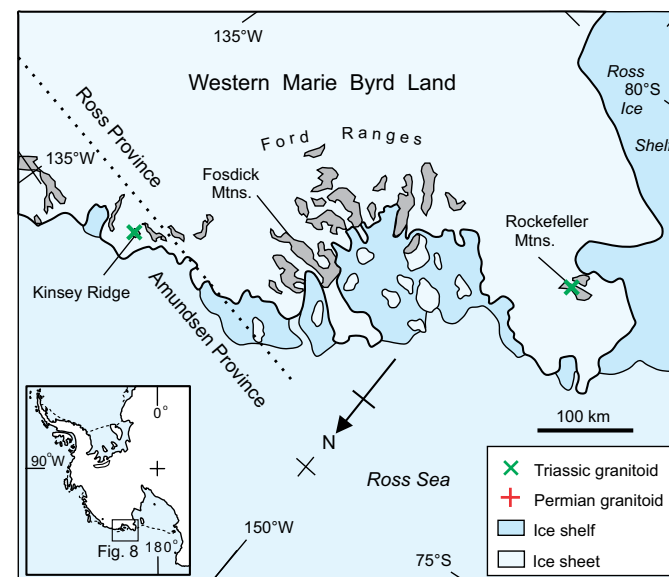 135°W
Western Marie Byrd Land
Ross
80°S
Ice
Shelf
Ross Province
Ford Ranges
135°W
Fosdick
Mtns.
Rockefeller
Mtns.
Kinsey Ridge
Amundsen Province
100 km
N
0°
90°W
Fig. 8
180°
Ross Sea
150°W
75°S
Triassic granitoid
Permian granitoid
Ice shelf
Ice sheet